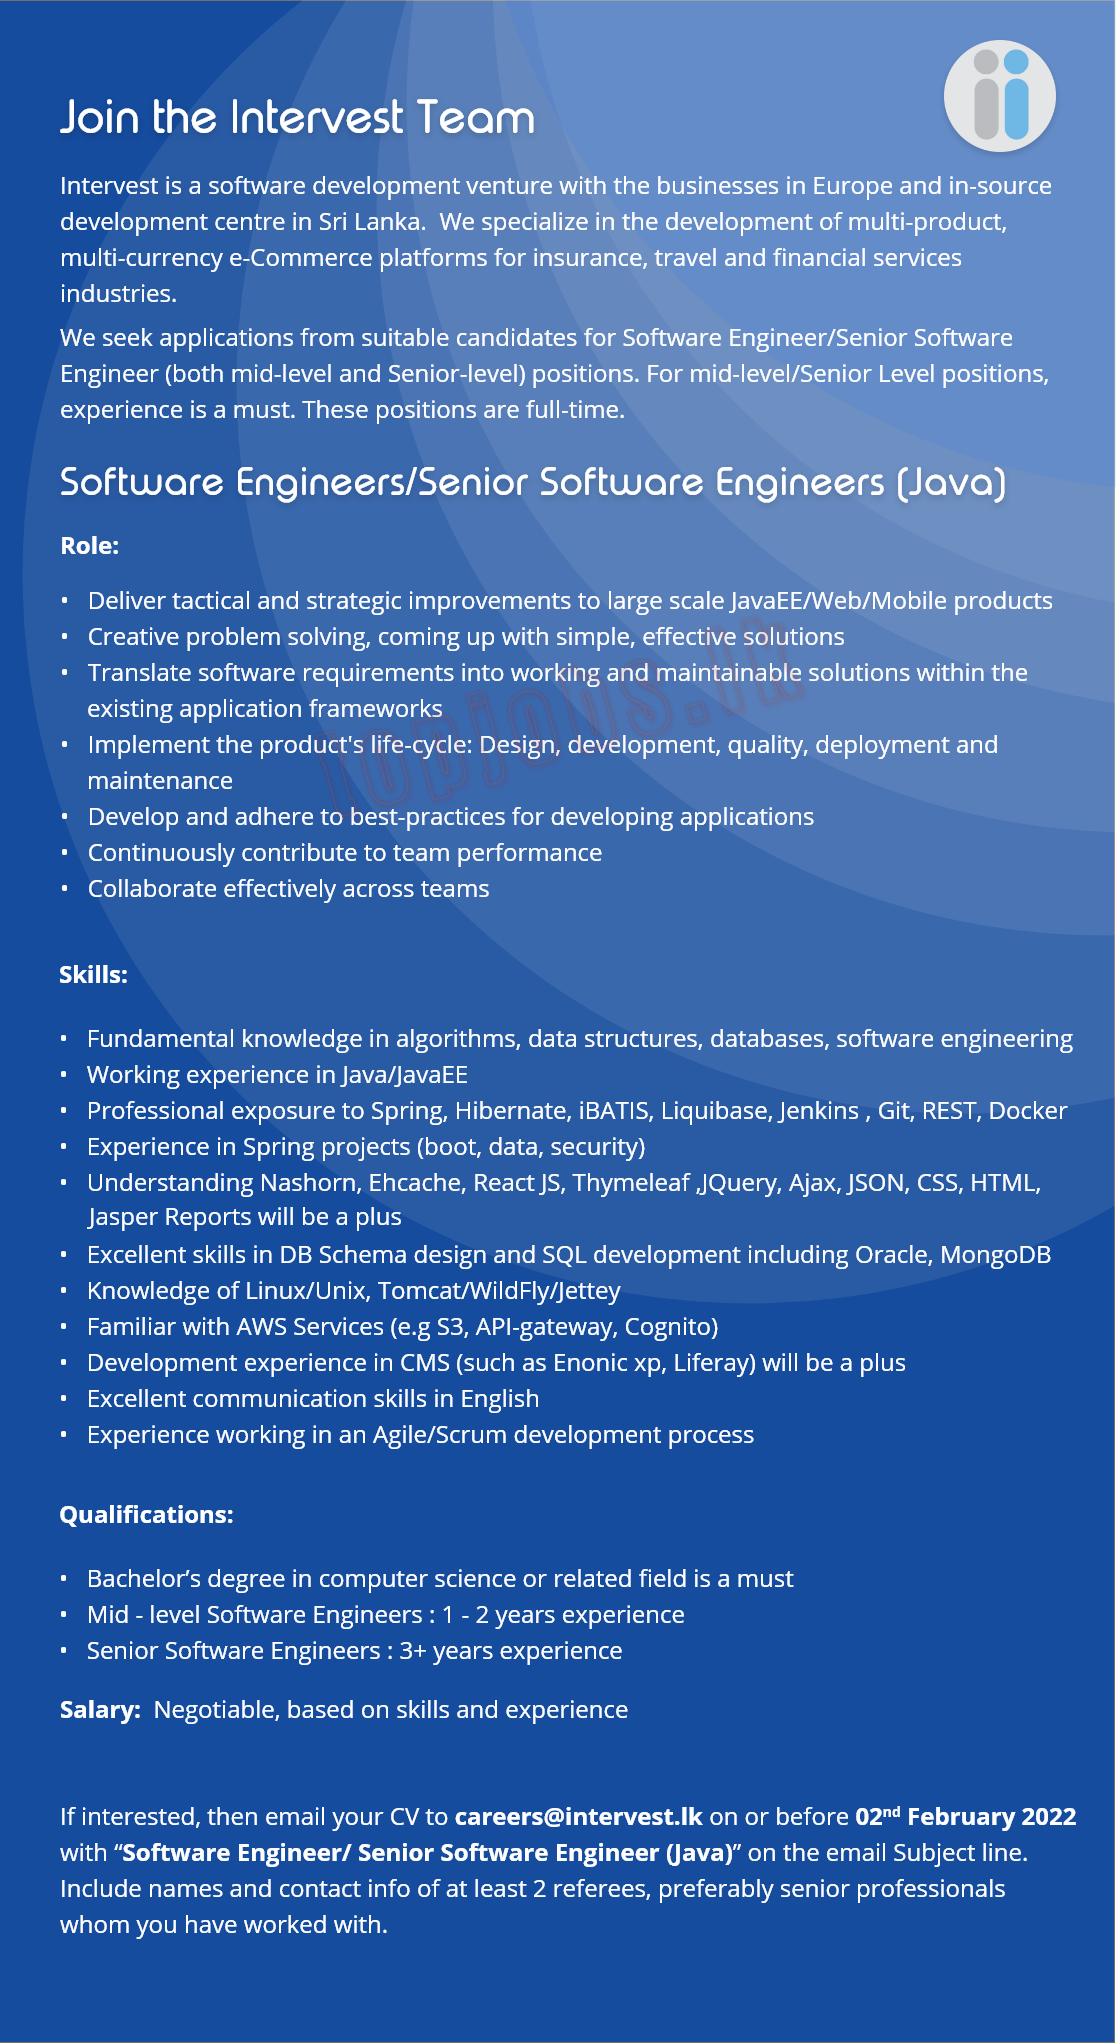 Join the Intervest Team
Intervest is a software development venture with the businesses in Europe and in-source
development centre in Sri Lanka.  We specialize in the development of multi-product,
multi-currency e-Commerce platforms for insurance, travel and financial services
industries.
We seek applications from suitable candidates for Software Engineer/Senior Software
Engineer (both mid-level and Senior-level) positions. For mid-level/Senior Level positions,
experience is a must. These positions are full-time.
Software Engineers/Senior Software Engineers (Java)
Role:
• Deliver tactical and strategic improvements to large scale JavaEE/Web/Mobile products
• Creative problem solving, coming up with simple, effective solutions
• Translate software requirements into working and maintainable solutions within the
existing application frameworks
• Implement the product's life-cycle: Design, development, quality, deployment and
maintenance
• Develop and adhere to best-practices for developing applications
• Continuously contribute to team performance
• Collaborate effectively across teams
topjobs.lk
Skills:
• Fundamental knowledge in algorithms, data structures, databases, software engineering
• Working experience in Java/JavaEE
• Professional exposure to Spring, Hibernate, iBATIS, Liquibase, Jenkins , Git, REST, Docker
• Experience in Spring projects (boot, data, security)
• Understanding Nashorn, Ehcache, React JS, Thymeleaf ,JQuery, Ajax, JSON, CSS, HTML,
Jasper Reports will be a plus
• Excellent skills in DB Schema design and SQL development including Oracle, MongoDB
• Knowledge of Linux/Unix, Tomcat/WildFly/Jettey
• Familiar with AWS Services (e.g S3, API-gateway, Cognito)
• Development experience in CMS (such as Enonic xp, Liferay) will be a plus
• Excellent communication skills in English
• Experience working in an Agile/Scrum development process
Qualifications:
• Bachelor’s degree in computer science or related field is a must
• Mid - level Software Engineers : 1 - 2 years experience
• Senior Software Engineers : 3+ years experience
Salary:  Negotiable, based on skills and experience
If interested, then email your CV to careers@intervest.lk on or before 02nd February 2022
with “Software Engineer/ Senior Software Engineer (Java)” on the email Subject line.
Include names and contact info of at least 2 referees, preferably senior professionals
whom you have worked with.